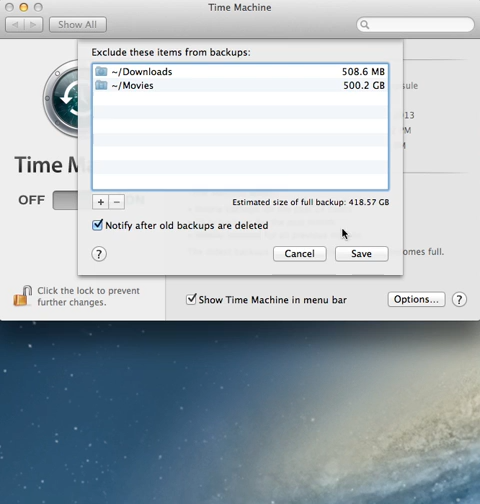 Time Machine
Show All
Exclude these items from backups:
~/Downloads 508.6 MB
~/Movies 500.2 GB
+ −
Estimated size of full backup: 418.57 GB
Notify after old backups are deleted
? Cancel Save
Time M
OFF
Click the lock to prevent
further changes.
comes full.
Show Time Machine in menu bar
Options... ?